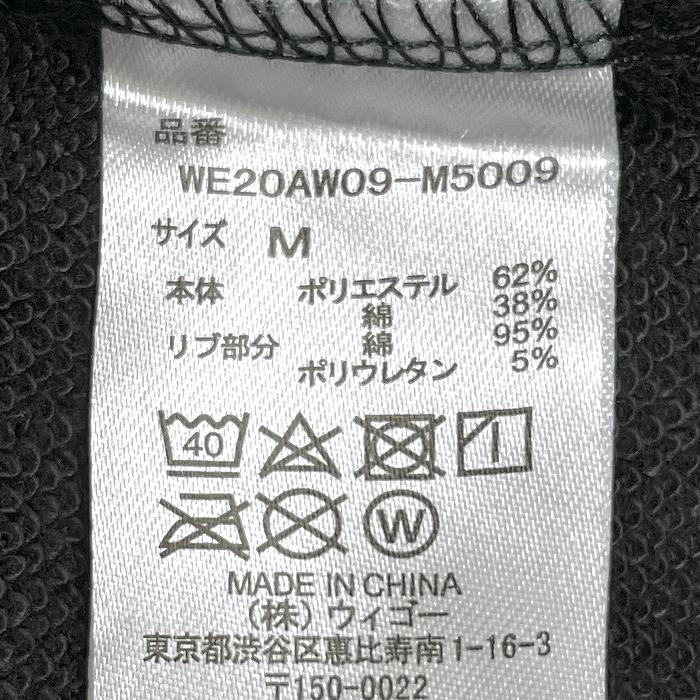 品番
WE20AW09-M5009
サイズ M
本体 ポリエステル 62%
綿 38%
リブ部分 綿 95%
ポリウレタン 5%
40
W
MADE IN CHINA
(株) ウィゴー
東京都渋谷区恵比寿南1-16-3
〒150-0022